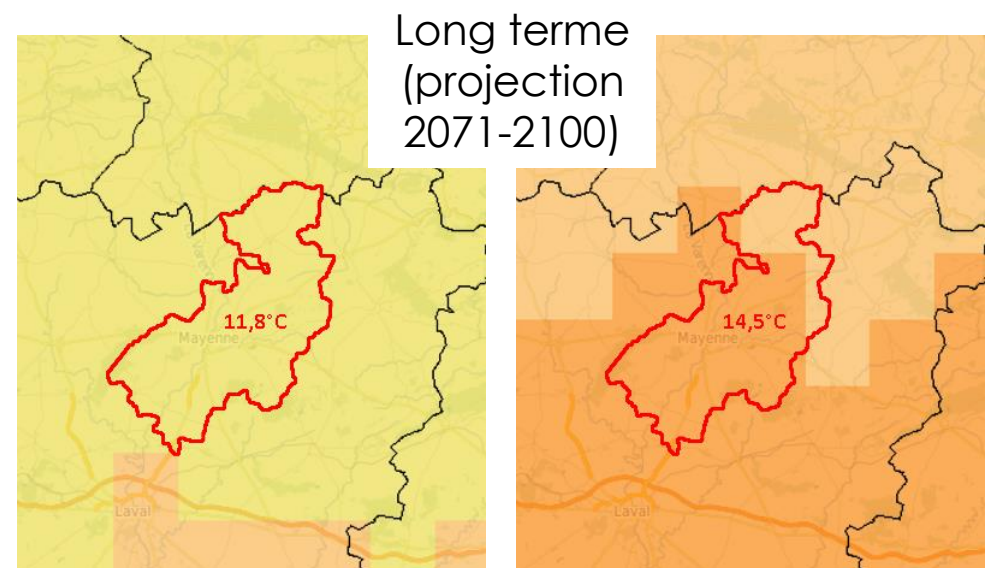 Long terme
(projection
2071-2100)
11,8°C
Mayenne
Laval
14,5°C
Mayenne
Laval